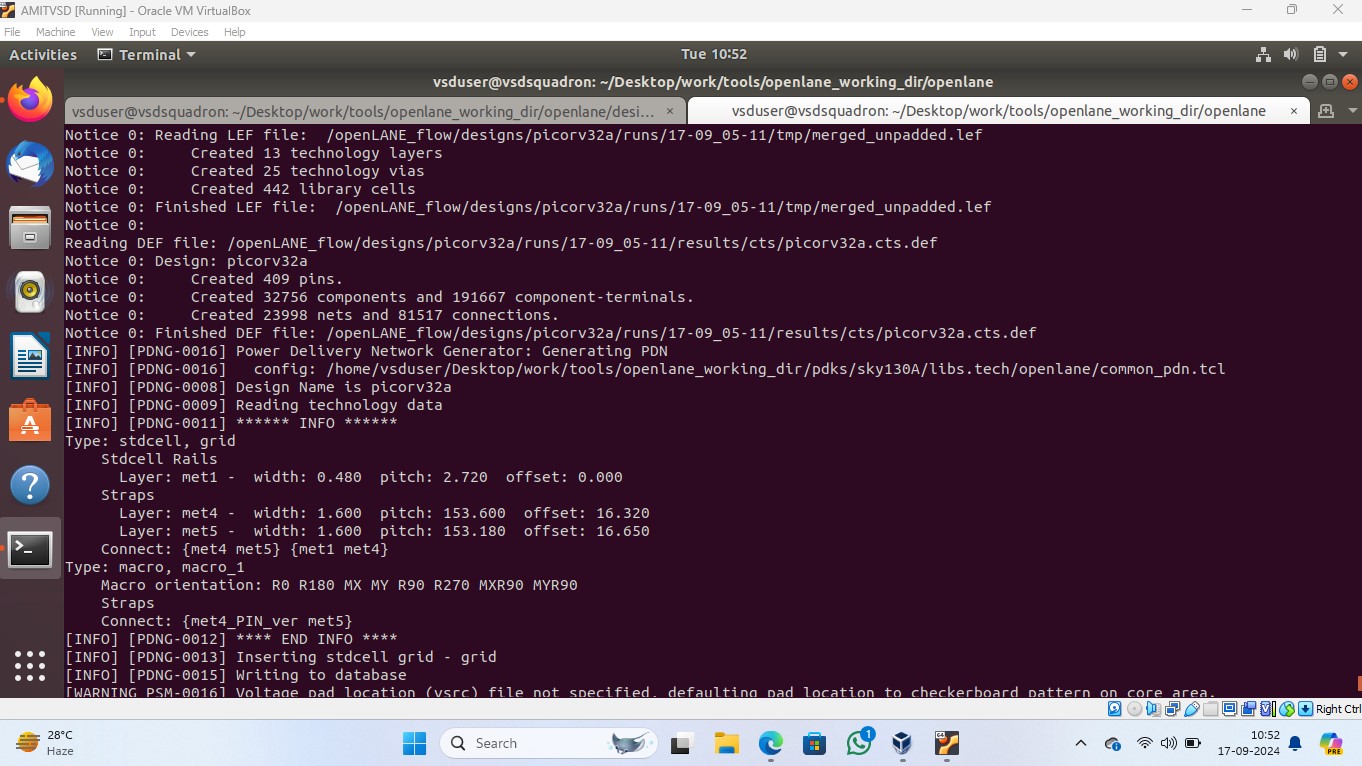 AMITVSD [Running] - Oracle VM VirtualBox
File Machine View Input Devices Help
Activities Terminal Tue 10:52
vsduser@vsdsquadron: ~/Desktop/work/tools/openlane_working_dir/openlane
vsduser@vsdsquadron: ~/Desktop/work/tools/openlane_working_dir/openlane/desi... × vsduser@vsdsquadron: ~/Desktop/work/tools/openlane_working_dir/openlane ×
Notice 0: Reading LEF file:  /openLANE_flow/designs/picorv32a/runs/17-09_05-11/tmp/merged_unpadded.lef
Notice 0:     Created 13 technology layers
Notice 0:     Created 25 technology vias
Notice 0:     Created 442 library cells
Notice 0: Finished LEF file:  /openLANE_flow/designs/picorv32a/runs/17-09_05-11/tmp/merged_unpadded.lef
Notice 0:
Reading DEF file: /openLANE_flow/designs/picorv32a/runs/17-09_05-11/results/cts/picorv32a.cts.def
Notice 0: Design: picorv32a
Notice 0:     Created 409 pins.
Notice 0:     Created 32756 components and 191667 component-terminals.
Notice 0:     Created 23998 nets and 81517 connections.
Notice 0: Finished DEF file: /openLANE_flow/designs/picorv32a/runs/17-09_05-11/results/cts/picorv32a.cts.def
[INFO] [PDNG-0016] Power Delivery Network Generator: Generating PDN
[INFO] [PDNG-0016]   config: /home/vsduser/Desktop/work/tools/openlane_working_dir/pdks/sky130A/libs.tech/openlane/common_pdn.tcl
[INFO] [PDNG-0008] Design Name is picorv32a
[INFO] [PDNG-0009] Reading technology data
[INFO] [PDNG-0011] ****** INFO ******
Type: stdcell, grid
    Stdcell Rails
      Layer: met1 -  width: 0.480  pitch: 2.720  offset: 0.000
    Straps
      Layer: met4 -  width: 1.600  pitch: 153.600  offset: 16.320
      Layer: met5 -  width: 1.600  pitch: 153.180  offset: 16.650
    Connect: {met4 met5} {met1 met4}
Type: macro, macro_1
    Macro orientation: R0 R180 MX MY R90 R270 MXR90 MYR90
    Straps
    Connect: {met4_PIN_ver met5}
[INFO] [PDNG-0012] **** END INFO ****
[INFO] [PDNG-0013] Inserting stdcell grid - grid
[INFO] [PDNG-0015] Writing to database
[WARNING PSM-0016] Voltage pad location (vsrc) file not specified, defaulting pad location to checkerboard pattern on core area.
Right Ctrl
28°C
Haze
Search
1
PRE
10:52
17-09-2024